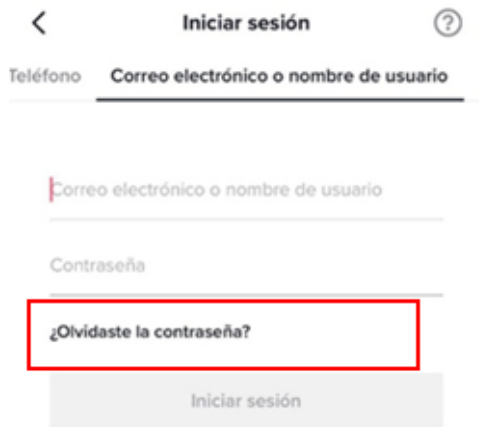 Iniciar sesión
Teléfono Correo electrónico o nombre de usuario
Correo electrónico o nombre de usuario
Contraseña
¿Olvidaste la contraseña?
Iniciar sesión